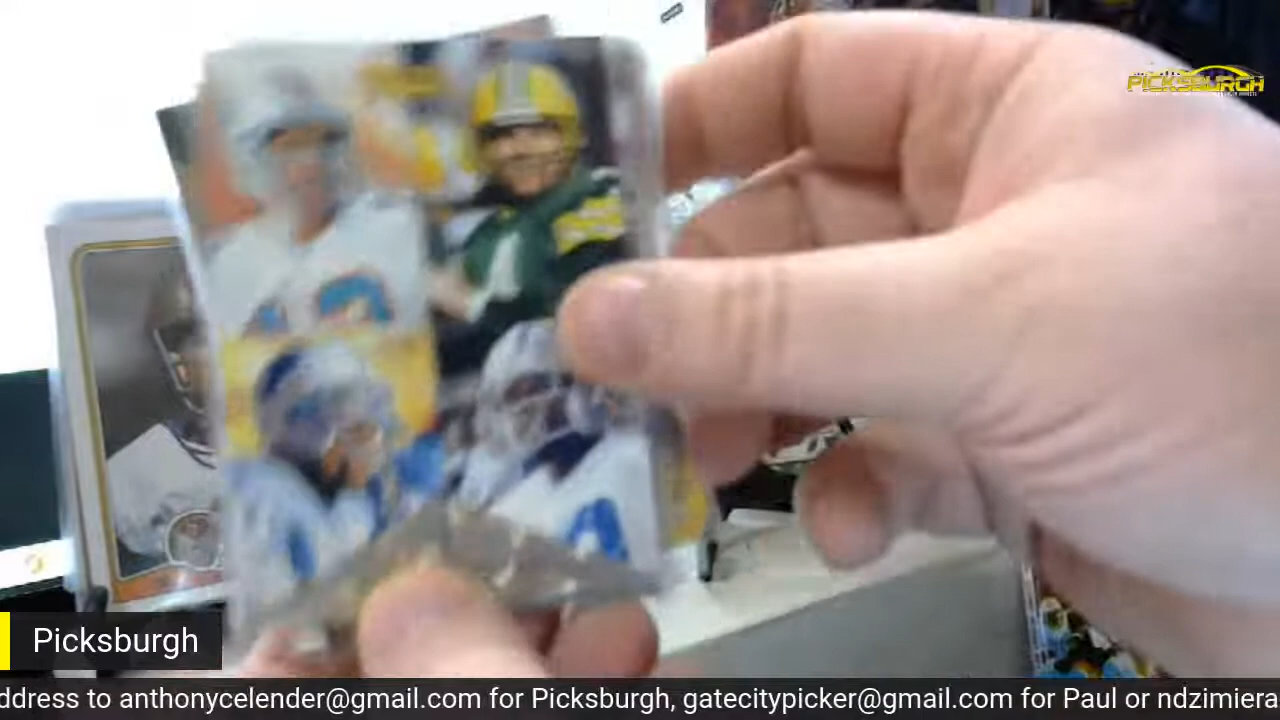 PICKSBURGH
Picksburgh
ddress to anthonycelender@gmail.com for Picksburgh, gatecitypicker@gmail.com for Paul or ndzimiera